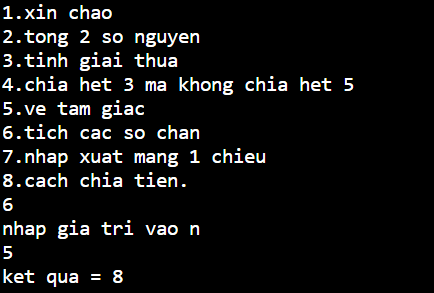 1.xin chao
2.tong 2 so nguyen
3.tinh giai thua
4.chia het 3 ma khong chia het 5
5.ve tam giac
6.tich cac so chan
7.nhap xuat mang 1 chieu
8.cach chia tien.
6
nhap gia tri vao n
5
ket qua = 8